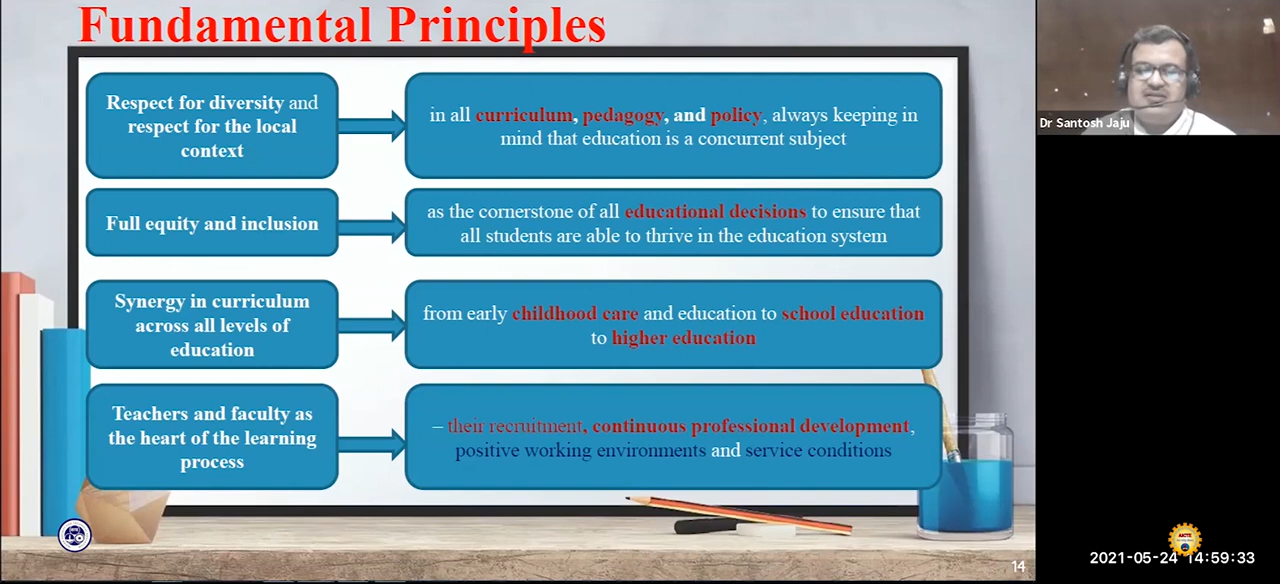 Fundamental Principles
Respect for diversity and
respect for the local
context
in all curriculum, pedagogy, and policy, always keeping in
mind that education is a concurrent subject
Full equity and inclusion
as the cornerstone of all educational decisions to ensure that
all students are able to thrive in the education system
Synergy in curriculum
across all levels of
education
from early childhood care and education to school education
to higher education
Teachers and faculty as
the heart of the learning
process
– their recruitment, continuous professional development,
positive working environments and service conditions
14
Dr Santosh Jaju
AICTE
2021-05-24 14:59:33